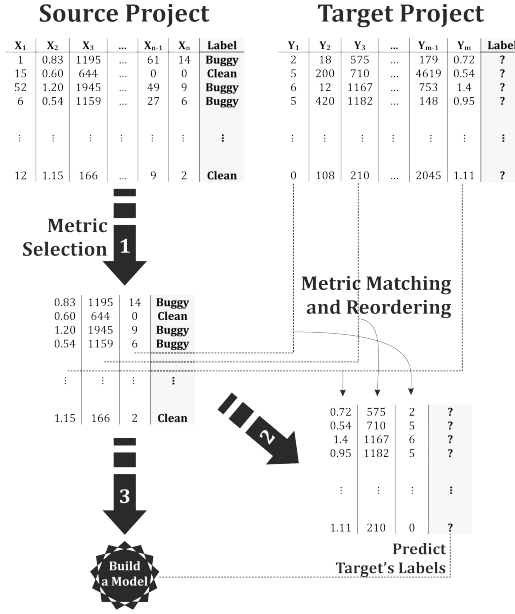 Source Project
X1 X2 X3 ... Xn-1 Xn Label
1 0.83 1195 61 14 Buggy
15 0.60 644 ... 0 0 Clean
52 1.20 1945 49 9 Buggy
6 0.54 1159 27 6 Buggy
⋮ ⋮ ⋮ ⋮ ⋮ ⋮
12 1.15 166 ... 9 2 Clean
Target Project
Y1 Y2 Y3 ... Ym-1 Ym Label
2 18 575 179 0.72 ?
5 200 710 ... 4619 0.54 ?
6 12 1167 ... 753 1.4 ?
5 420 1182 ... 148 0.95 ?
⋮ ⋮ ⋮ ⋮ ⋮ ⋮
0 108 210 ... 2045 1.11 ?
Metric
Selection
1
0.83 1195 14 Buggy
0.60 644 0 Clean
1.20 1945 9 Buggy
0.54 1159 6 Buggy
⋮ ⋮ ⋮ ⋮
1.15 166 2 Clean
Metric Matching
and Reordering
2
0.72 575 2 ?
0.54 710 5 ?
1.4 1167 6 ?
0.95 1182 5 ?
⋮ ⋮ ⋮ ⋮
1.11 210 0 ?
3
Build
a Model
Predict
Target's Labels